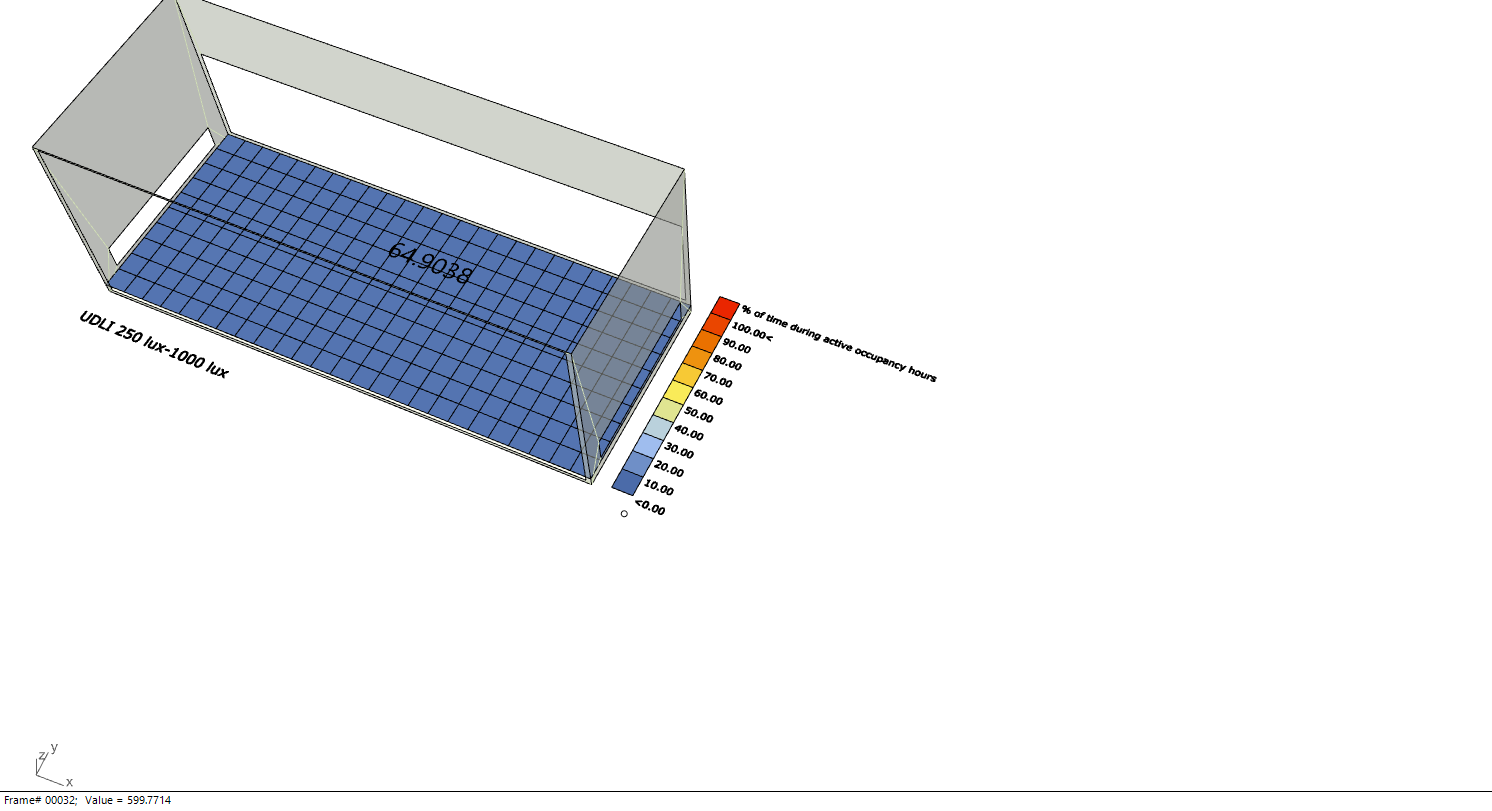 64.9038
UDLI 250 lux-1000 lux
% of time during active occupancy hours
100.00<
90.00
80.00
70.00
60.00
50.00
40.00
30.00
20.00
10.00
<0.00
z y
x
Frame# 00032; Value = 599.7714